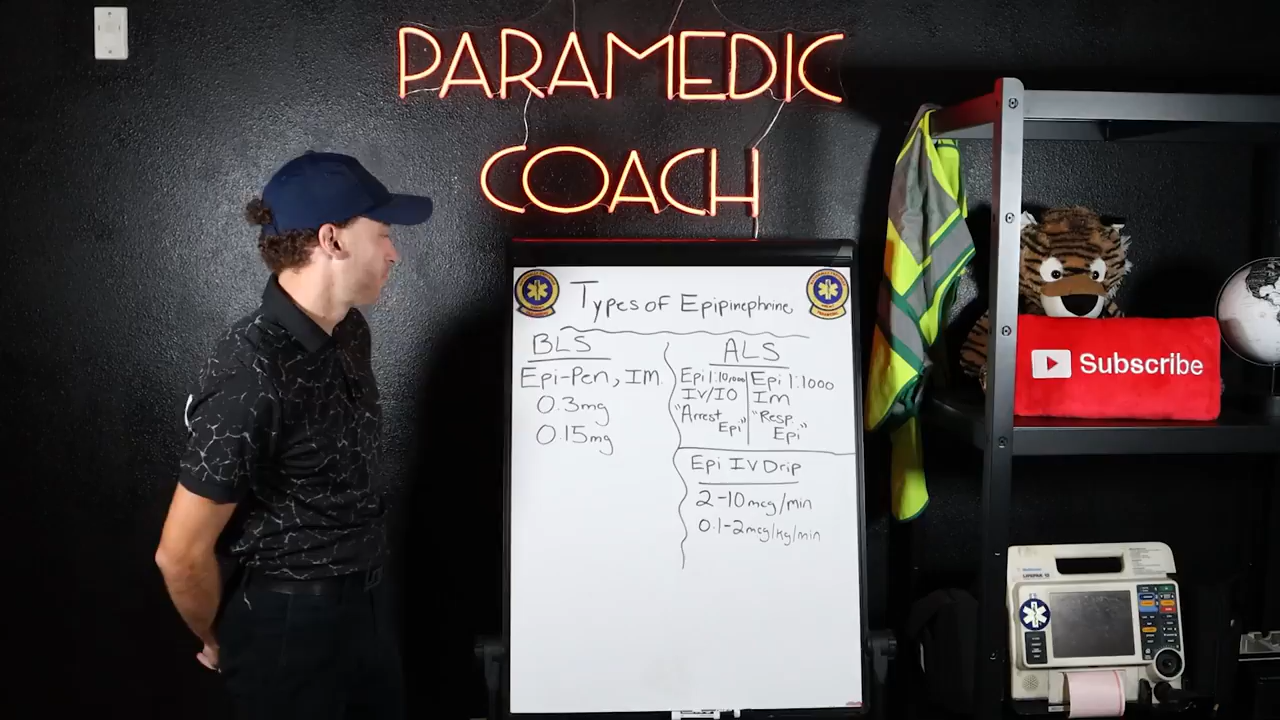 PARAMEDIC
COACH
Types of Epipinephrine
BLS
Epi-Pen, IM.
0.3mg
0.15mg
ALS
Epi 1:10,000
IV/IO
"Arrest
Epi"
Epi 1:1000
Im
"Resp
Epi"
Epi IV Drip
2-10mcg/min
0.1-2mcg/kg/min
Subscribe